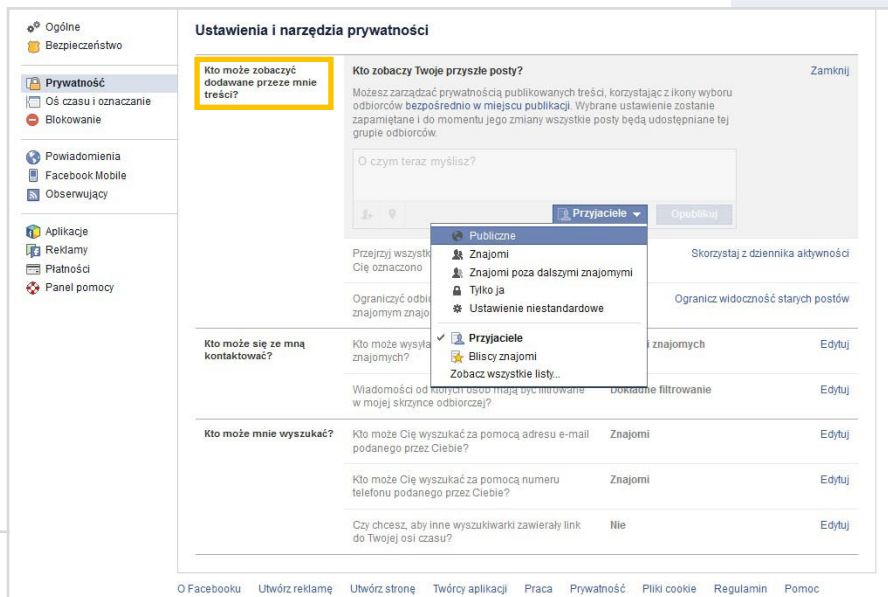 Ogólne
Bezpieczeństwo
Prywatność
Oś czasu i oznaczanie
Blokowanie
Powiadomienia
Facebook Mobile
Obserwujący
Aplikacje
Reklamy
Płatności
Panel pomocy
Ustawienia i narzędzia prywatności
Kto może zobaczyć
dodawane przeze mnie
treści?
Kto zobaczy Twoje przyszłe posty?
Zamknij
Możesz zarządzać prywatnością publikowanych treści, korzystając z ikony wyboru
odbiorców bezpośrednio w miejscu publikacji. Wybrane ustawienie zostanie
zapamiętane i do momentu jego zmiany wszystkie posty będą udostępniane tej
grupie odbiorców.
O czym teraz myślisz?
Przyjaciele
Opublikuj
Publiczne
Znajomi
Znajomi poza dalszymi znajomymi
Tylko ja
Ustawienie niestandardowe
Przyjaciele
Bliscy znajomi
Zobacz wszystkie listy...
Przejrzyj
Cię oznaczono
Skorzystaj z dziennika aktywności
Ograniczyć
znajomym
Ogranicz widoczność starych postów
Kto może się ze mną
kontaktować?
Kto może
znajomych?
i znajomych
Edytuj
Wiadomości od których osób mają być filtrowane
w mojej skrzynce odbiorczej?
Dokładne filtrowanie
Edytuj
Kto może mnie wyszukać?
Kto może Cię wyszukać za pomocą adresu e-mail
podanego przez Ciebie?
Znajomi
Edytuj
Kto może Cię wyszukać za pomocą numeru
telefonu podanego przez Ciebie?
Znajomi
Edytuj
Czy chcesz, aby inne wyszukiwarki zawierały link
do Twojej osi czasu?
Nie
Edytuj
O Facebooku Utwórz reklamę Utwórz stronę Twórcy aplikacji Praca Prywatność Pliki cookie Regulamin Pomoc